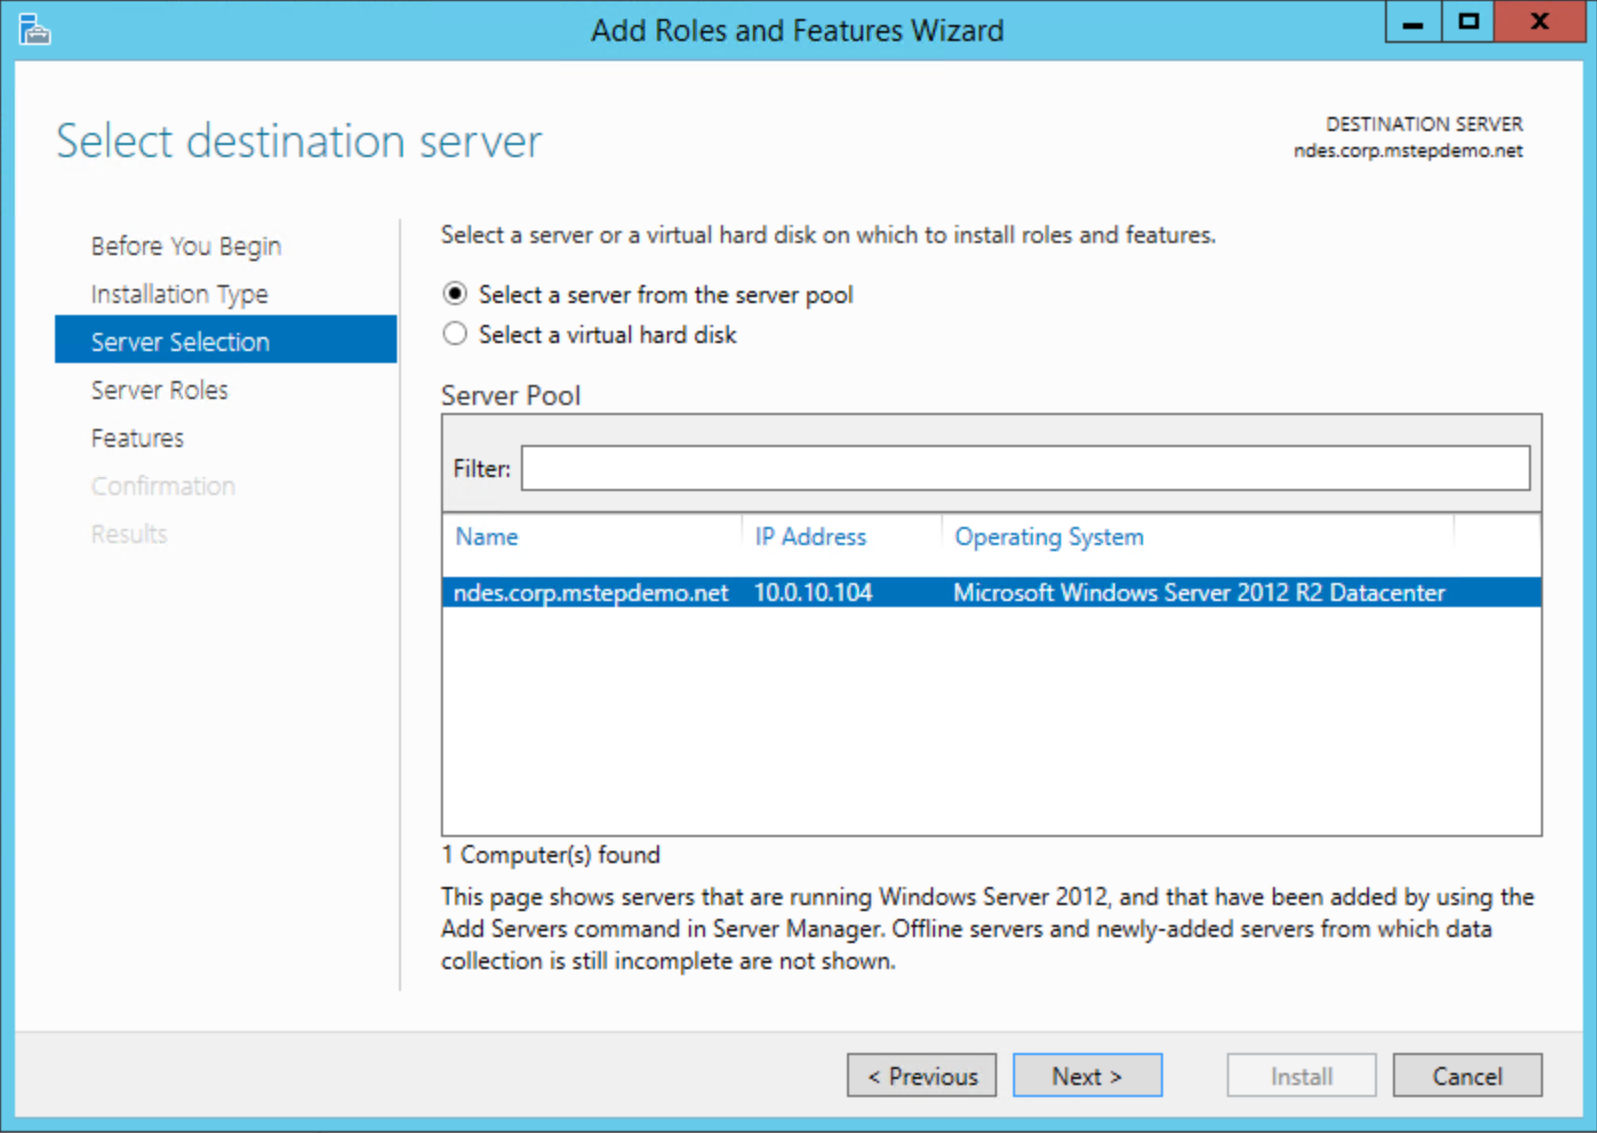 Add Roles and Features Wizard
Select destination server
DESTINATION SERVER
ndes.corp.mstepdemo.net
Before You Begin
Installation Type
Server Selection
Server Roles
Features
Confirmation
Results
Select a server or a virtual hard disk on which to install roles and features.
Select a server from the server pool
Select a virtual hard disk
Server Pool
Filter:
Name IP Address Operating System
ndes.corp.mstepdemo.net 10.0.10.104 Microsoft Windows Server 2012 R2 Datacenter
1 Computer(s) found
This page shows servers that are running Windows Server 2012, and that have been added by using the
Add Servers command in Server Manager. Offline servers and newly-added servers from which data
collection is still incomplete are not shown.
< Previous Next > Install Cancel